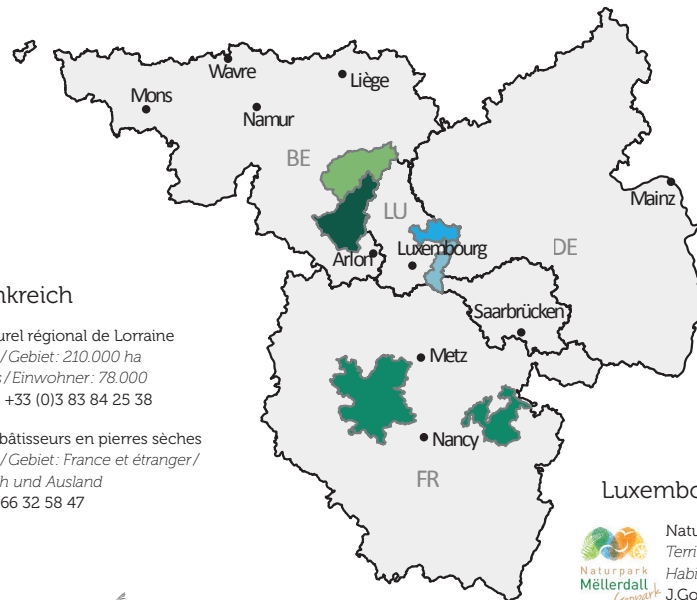 Wavre
Liège
Mons
Namur
BE
Mainz
LU
DE
Luxembourg
Arlon
Saarbrücken
Metz
Nancy
FR
nkreich
urel régional de Lorraine
/Gebiet: 210.000 ha
s/Einwohner: 78.000
+33 (0)3 83 84 25 38
bâtisseurs en pierres sèches
/Gebiet: France et étranger/
h und Ausland
66 32 58 47
Luxembo
Natu
Terri
Habi
J.Go
Naturpark
Mëllerdall
Geopark